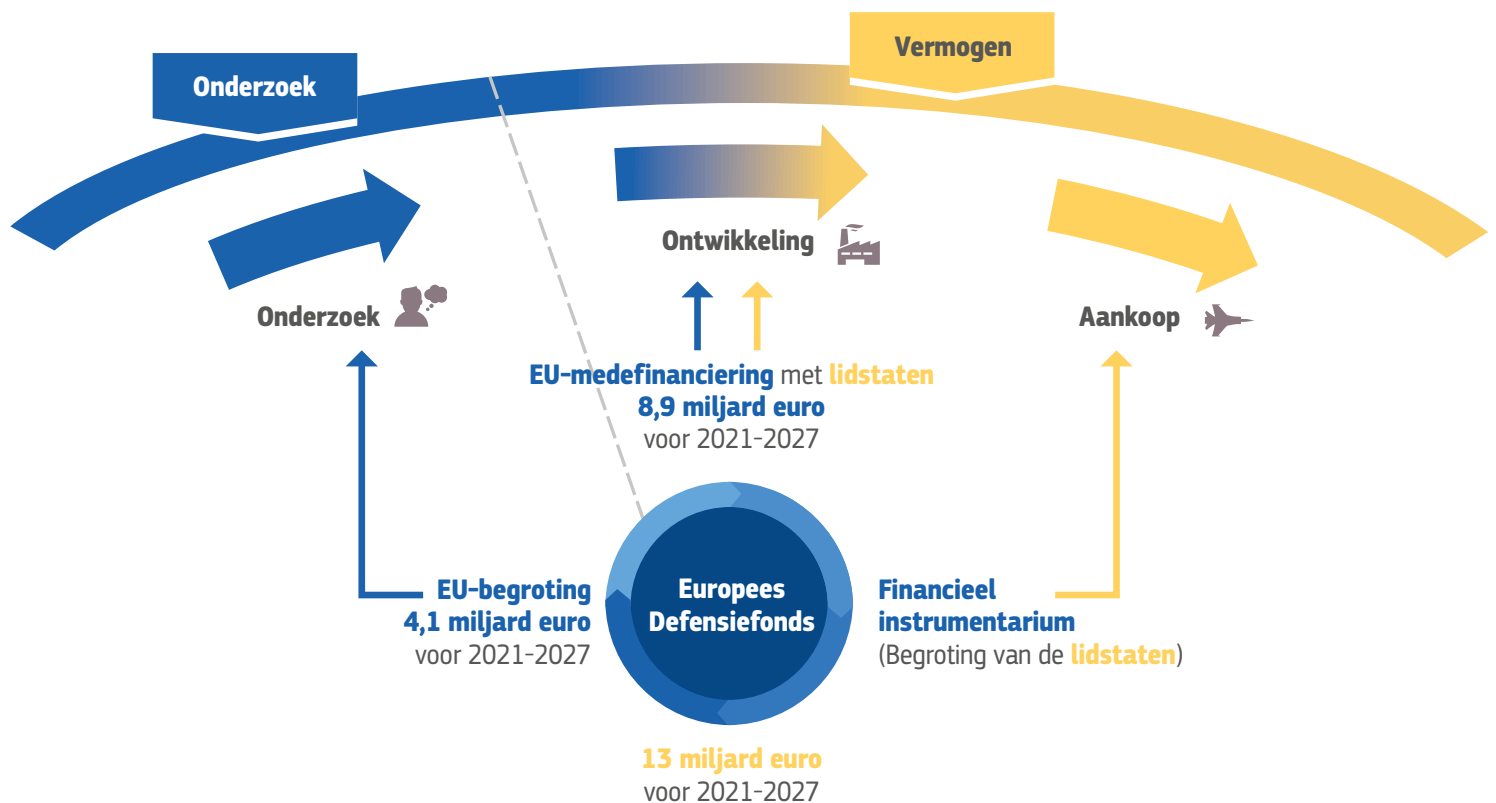 Onderzoek
Vermogen
Onderzoek
Ontwikkeling
Aankoop
EU-medefinanciering met lidstaten
8,9 miljard euro
voor 2021-2027
EU-begroting
4,1 miljard euro
voor 2021-2027
Europees
Defensiefonds
Financieel
instrumentarium
(Begroting van de lidstaten)
13 miljard euro
voor 2021-2027